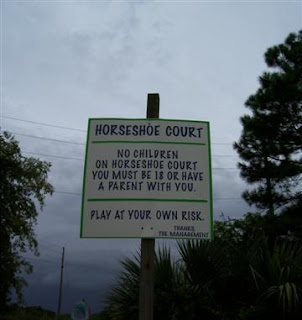 HORSESHOE COURT
NO CHILDREN
ON HORSESHOE COURT
YOU MUST BE 18 OR HAVE
A PARENT WITH YOU.
PLAY AT YOUR OWN RISK.
THANKS,
THE MANAGEMENT